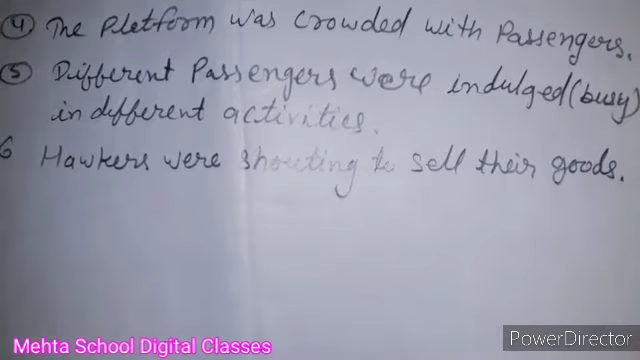 ④ The Pletform was crowded with Passengers.
⑤ Different Passengers were indulged (busy)
in different activities.
6 Hawkers were shouting to sell their goods.
Mehta School Digital Classes
PowerDirector